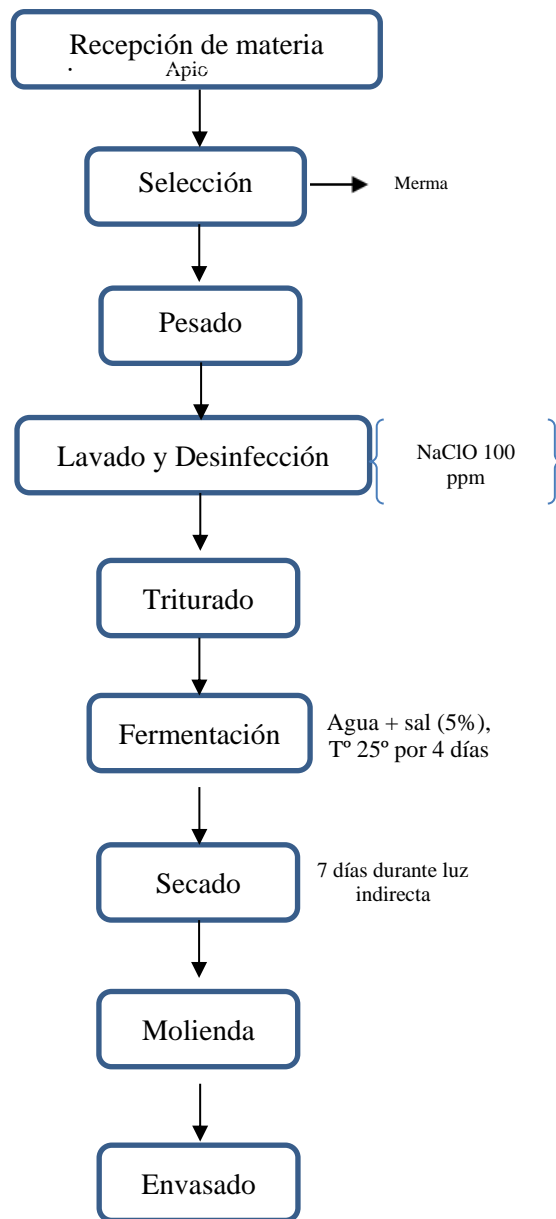 Recepción de materia
. Apio
Selección
Merma
Pesado
Lavado y Desinfección
NaClO 100
ppm
Triturado
Fermentación
Agua + sal (5%),
Tº 25º por 4 días
Secado
7 días durante luz
indirecta
Molienda
Envasado